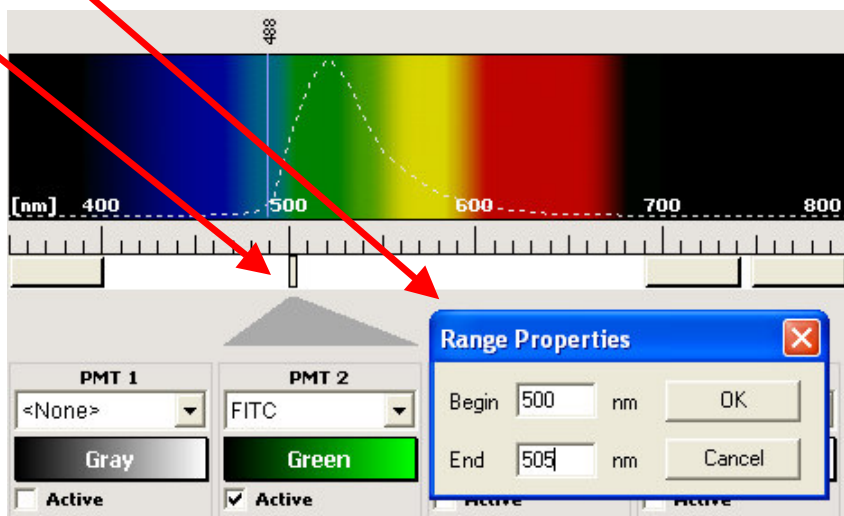 488
[nm] 400 500 600 700 800
Range Properties
Begin 500 nm OK
End 505 nm Cancel
PMT 1 PMT 2
<None> FITC
Gray Green
Active Active Active Active